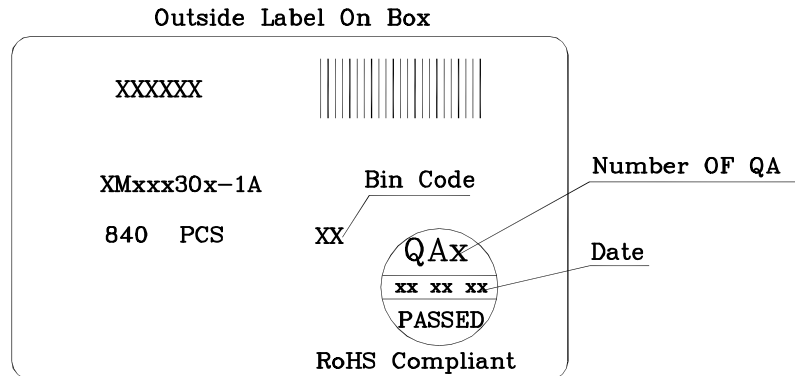 Outside Label On Box
XXXXXX
Number OF QA
XMxxx30x-1A
Bin Code
840 PCS
XX
QAx
Date
xx xx xx
PASSED
RoHS Compliant